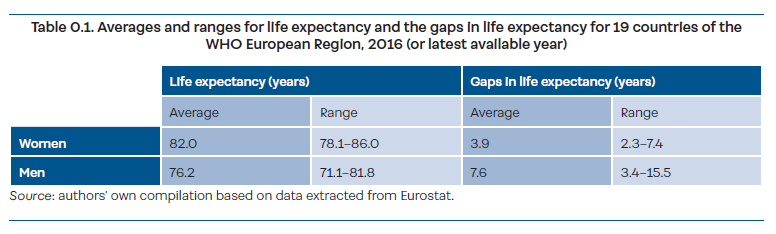 Table O.1. Averages and ranges for life expectancy and the gaps in life expectancy for 19 countries of the
WHO European Region, 2016 (or latest available year)
Life expectancy (years) Gaps in life expectancy (years)
Average Range Average Range
Women 82.0 78.1–86.0 3.9 2.3–7.4
Men 76.2 71.1–81.8 7.6 3.4–15.5
Source: authors' own compilation based on data extracted from Eurostat.